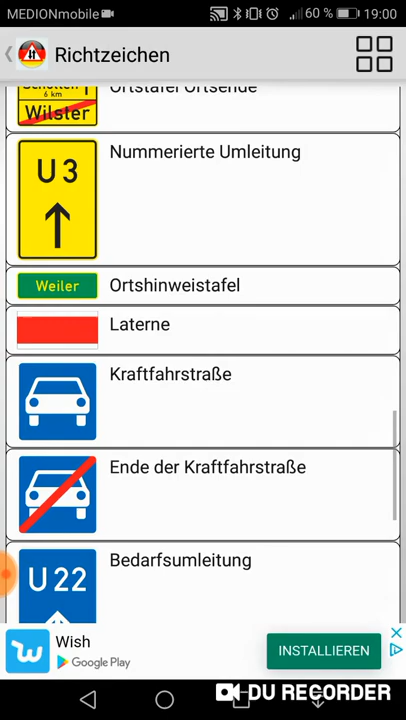 MEDIONmobile 60 % 19:00
Richtzeichen
6 km
Wilster
Ortstafel Ortsende
U 3
Nummerierte Umleitung
Weiler
Ortshinweistafel
Laterne
Kraftfahrstraße
Ende der Kraftfahrstraße
U 22
Bedarfsumleitung
Wish
Google Play
INSTALLIEREN
DU RECORDER